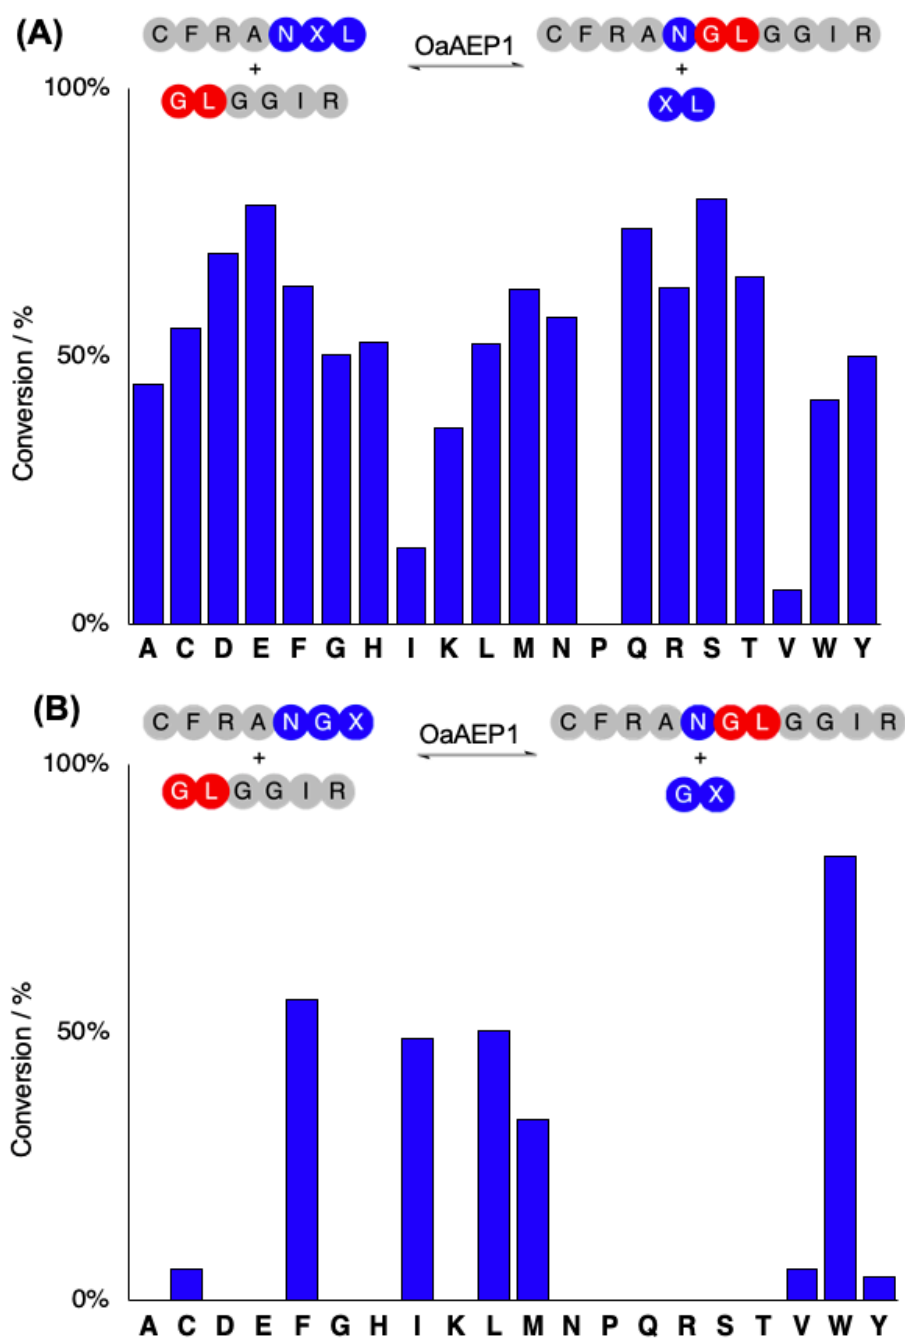 (A)
C F R A N X L
+
G L G G I R
OaAEP1
C F R A N G L G G I R
+
X L
100%
50%
0%
Conversion / %
A C D E F G H I K L M N P Q R S T V W Y
(B)
C F R A N G X
+
G L G G I R
OaAEP1
C F R A N G L G G I R
+
G X
100%
50%
0%
Conversion / %
A C D E F G H I K L M N P Q R S T V W Y